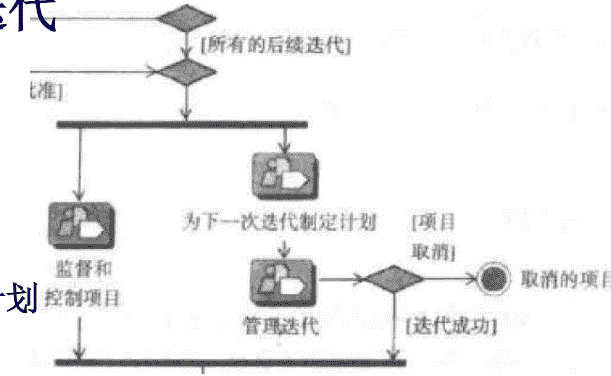 迭代
[所有的后续迭代]
批准]
为下一次迭代制定计划
[项目
取消]
监督和
控制项目
计划
取消的项目
管理迭代
[迭代成功]